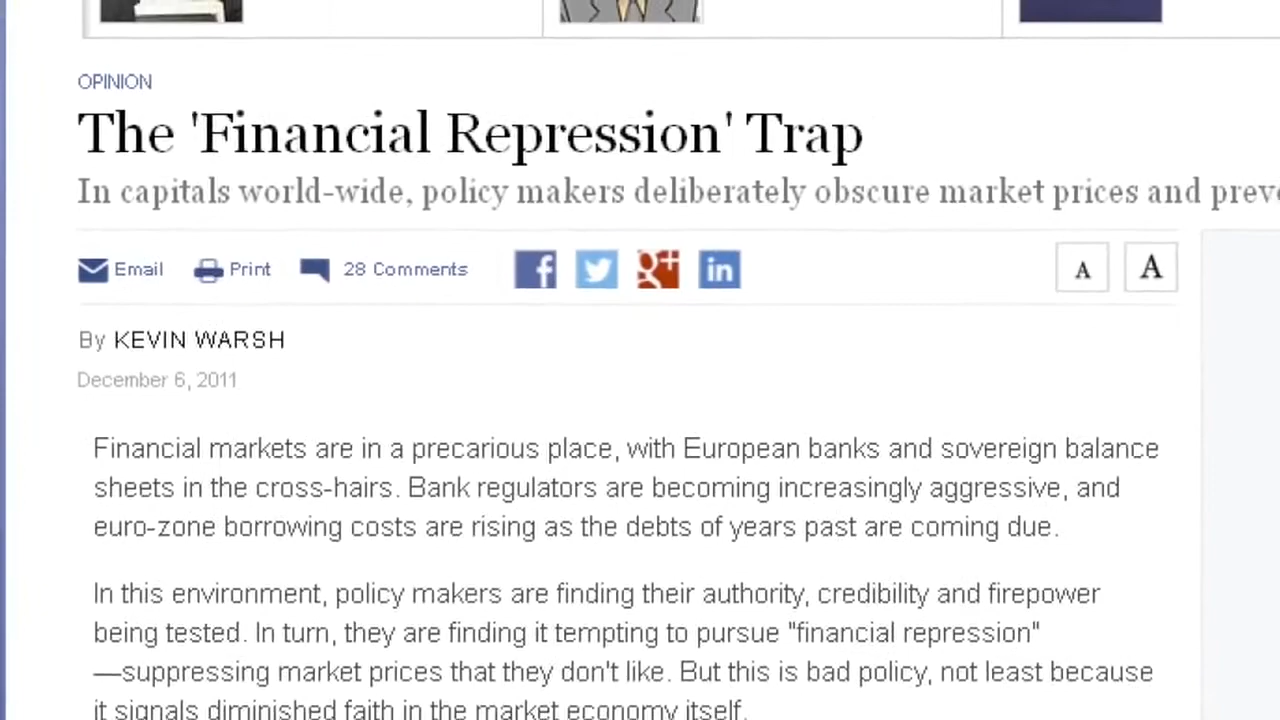 OPINION
The 'Financial Repression' Trap
In capitals world-wide, policy makers deliberately obscure market prices and
Email Print 28 Comments f g+ in A A
By KEVIN WARSH
December 6, 2011
Financial markets are in a precarious place, with European banks and sovereign balance
sheets in the cross-hairs. Bank regulators are becoming increasingly aggressive, and
euro-zone borrowing costs are rising as the debts of years past are coming due.
In this environment, policy makers are finding their authority, credibility and firepower
being tested. In turn, they are finding it tempting to pursue "financial repression"
—suppressing market prices that they don't like. But this is bad policy, not least because
it signals diminished faith in the market economy itself.